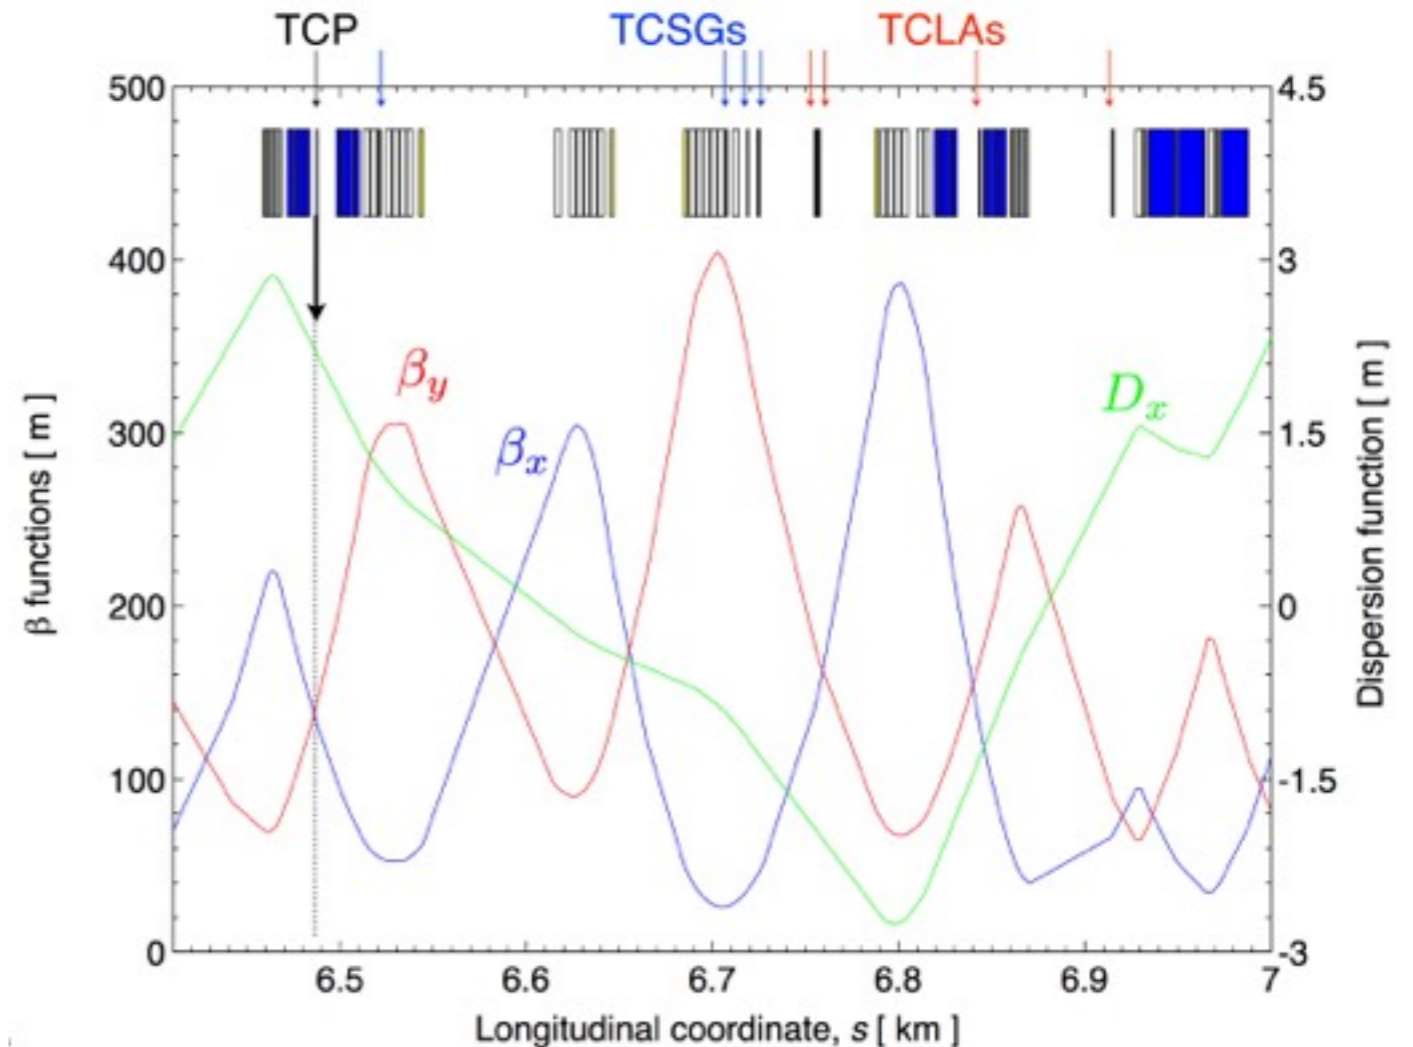 TCP TCSGs TCLAs
500 4.5
400 3
300 1.5
200 0
100 -1.5
0 -3
βy
βx
Dx
β functions [ m ]
Dispersion function [ m ]
6.5 6.6 6.7 6.8 6.9 7
Longitudinal coordinate, s [ km ]